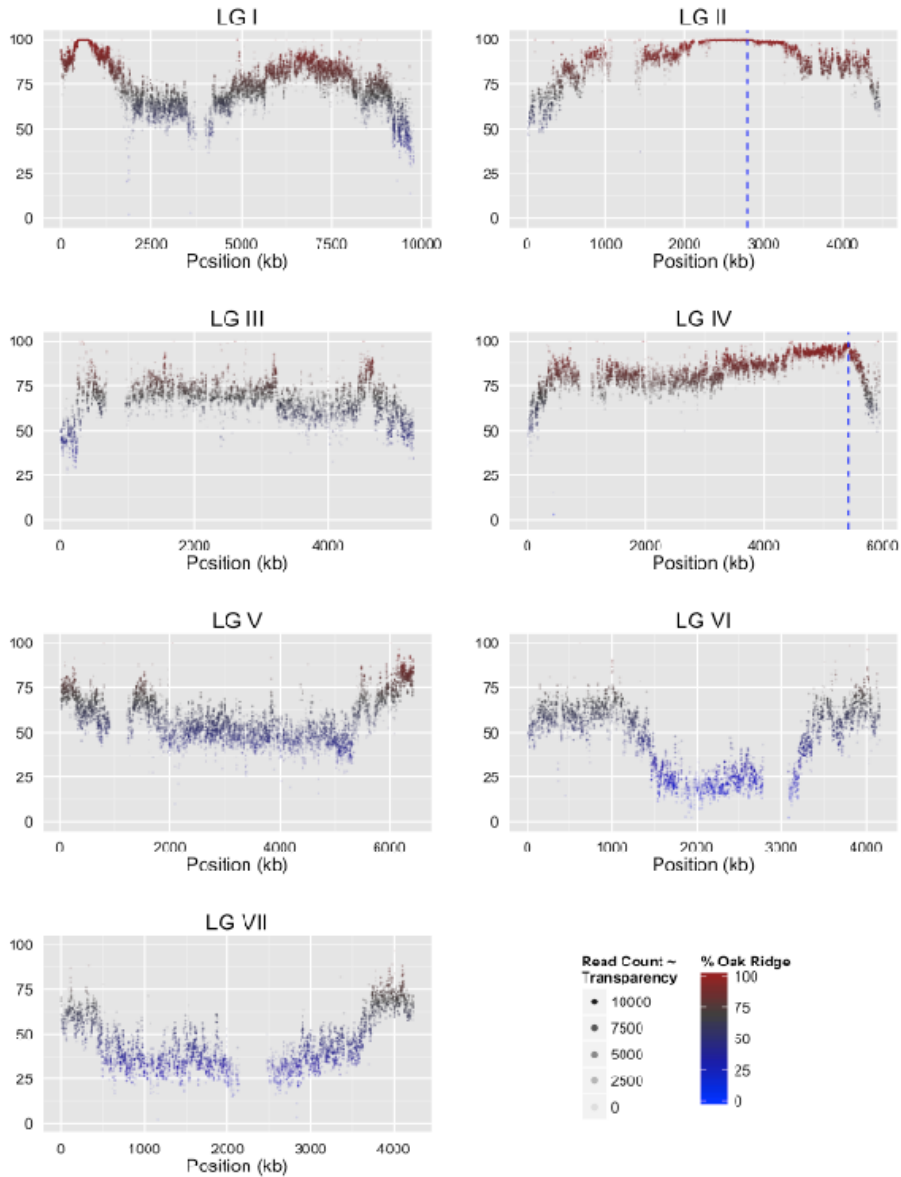 LG I
100
75
50
25
0
0 2500 5000 7500 10000
Position (kb)
LG II
100
75
50
25
0
0 1000 2000 3000 4000
Position (kb)
LG III
100
75
50
25
0
0 2000 4000
Position (kb)
LG IV
100
75
50
25
0
0 2000 4000 6000
Position (kb)
LG V
100
75
50
25
0
0 2000 4000 6000
Position (kb)
LG VI
100
75
50
25
0
0 1000 2000 3000 4000
Position (kb)
LG VII
100
75
50
25
0
0 1000 2000 3000 4000
Position (kb)
Read Count ~
Transparency
10000
7500
5000
2500
0
% Oak Ridge
100
75
50
25
0